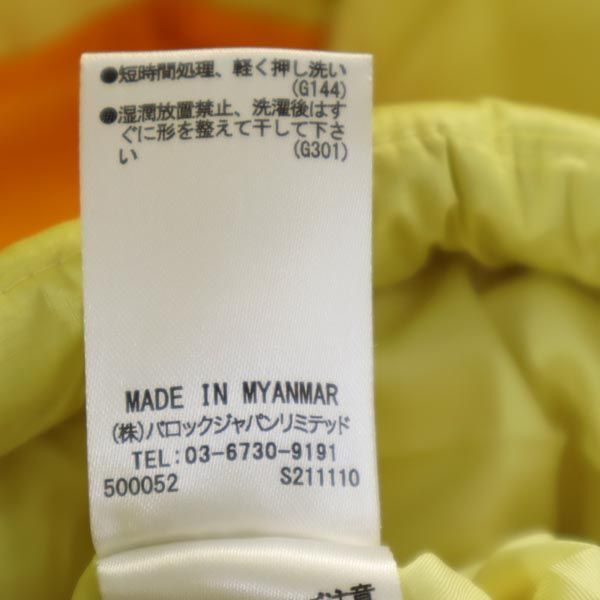 ●短時間処理、軽く押し洗い
(G144)
●湿潤放置禁止、洗濯後はす
ぐに形を整えて干して下さ
い
(G301)
MADE IN MYANMAR
(株)バロックジャパンリミテッド
TEL:03-6730-9191
500052 S211110
注意